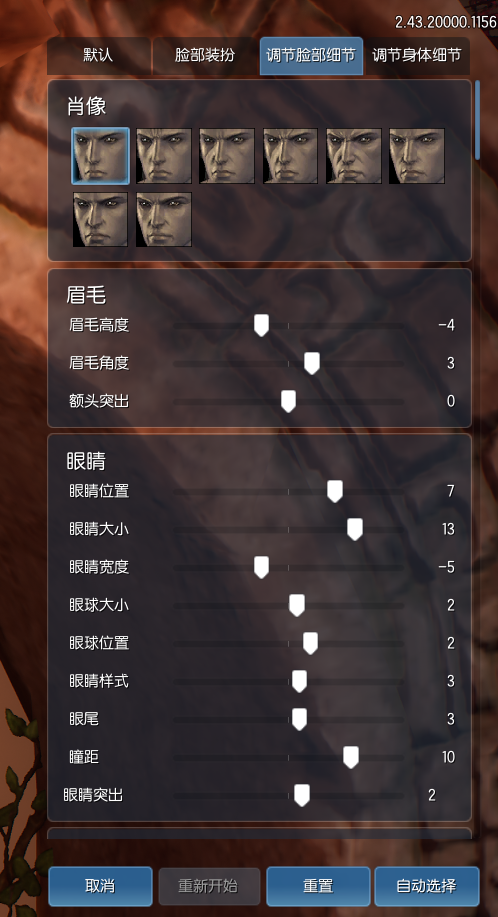 2.43.20000.1156
默认 脸部装扮 调节脸部细节 调节身体细节
肖像
眉毛
眉毛高度 -4
眉毛角度 3
额头突出 0
眼睛
眼睛位置 7
眼睛大小 13
眼睛宽度 -5
眼球大小 2
眼球位置 2
眼睛样式 3
眼尾 3
瞳距 10
眼睛突出 2
取消 重新开始 重置 自动选择